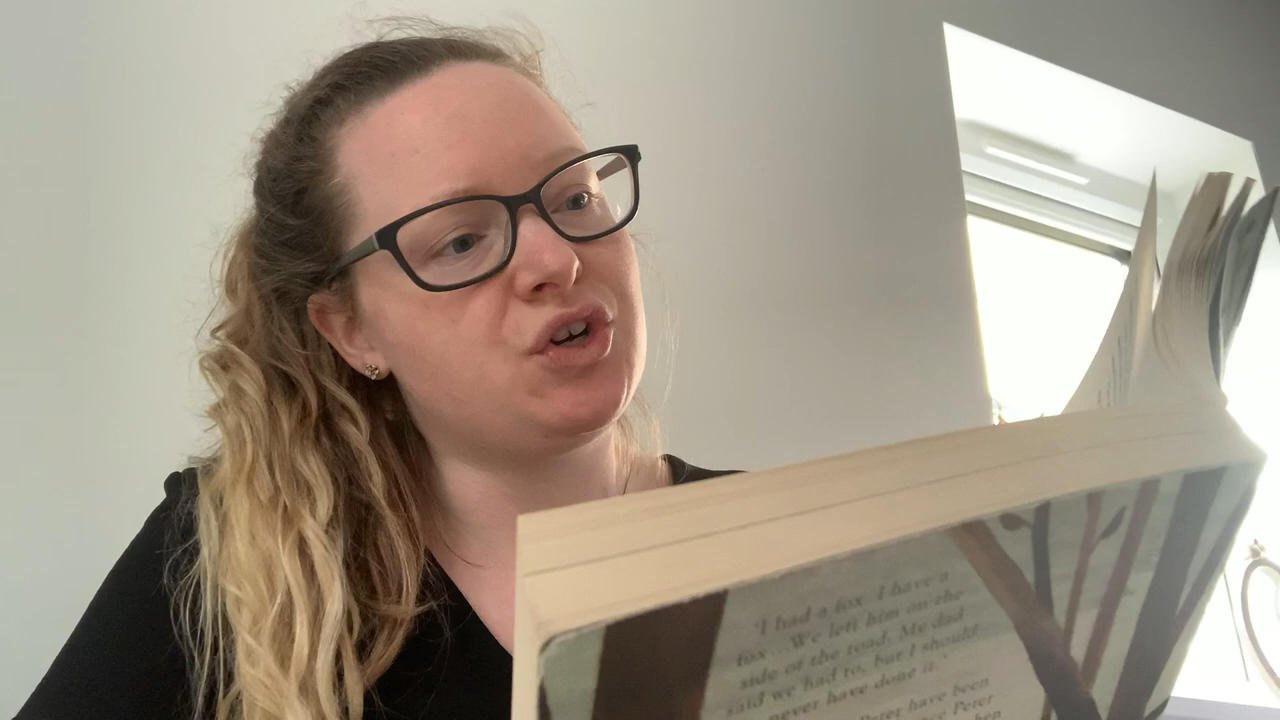 'I had a fox. I have a
fox... We left him on the
side of the road. My dad
said we had to, but I should
never have done it.'
Peter have been
Peter